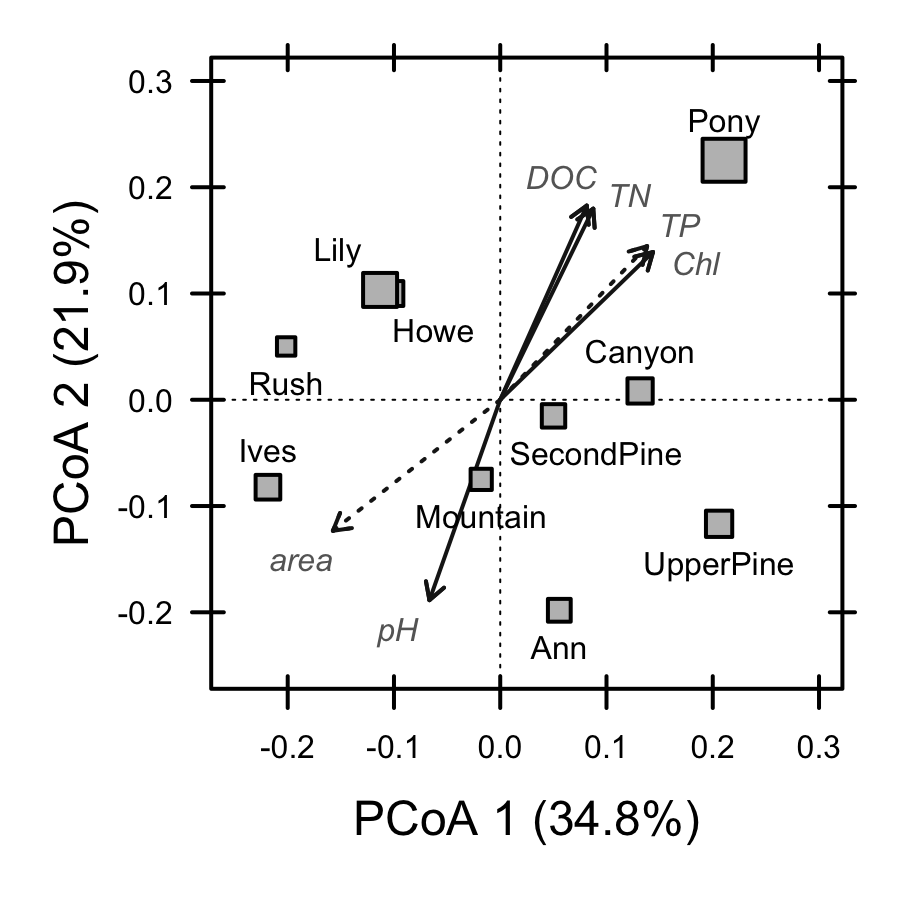 0.3
Pony
DOC
TN
0.2
TP
Lily
Chl
0.1
Howe
Canyon
Rush
0.0
Ives
SecondPine
-0.1
Mountain
area
UpperPine
-0.2
pH
Ann
-0.2 -0.1 0.0 0.1 0.2 0.3
PCoA 1 (34.8%)
PCoA 2 (21.9%)